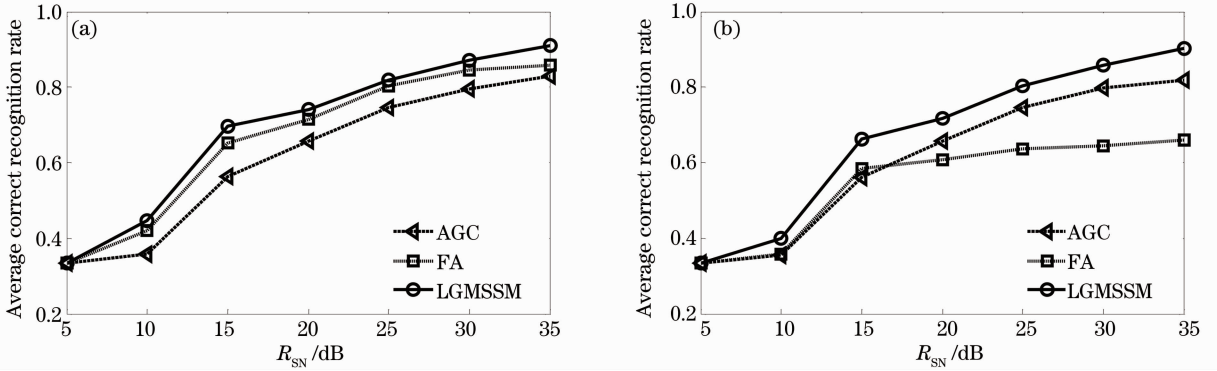 (a)
Average correct recognition rate
1.0
0.8
0.6
0.4
0.2
5 10 15 20 25 30 35
R_SN /dB
AGC
FA
LGMSSM
(b)
Average correct recognition rate
1.0
0.8
0.6
0.4
0.2
5 10 15 20 25 30 35
R_SN /dB
AGC
FA
LGMSSM